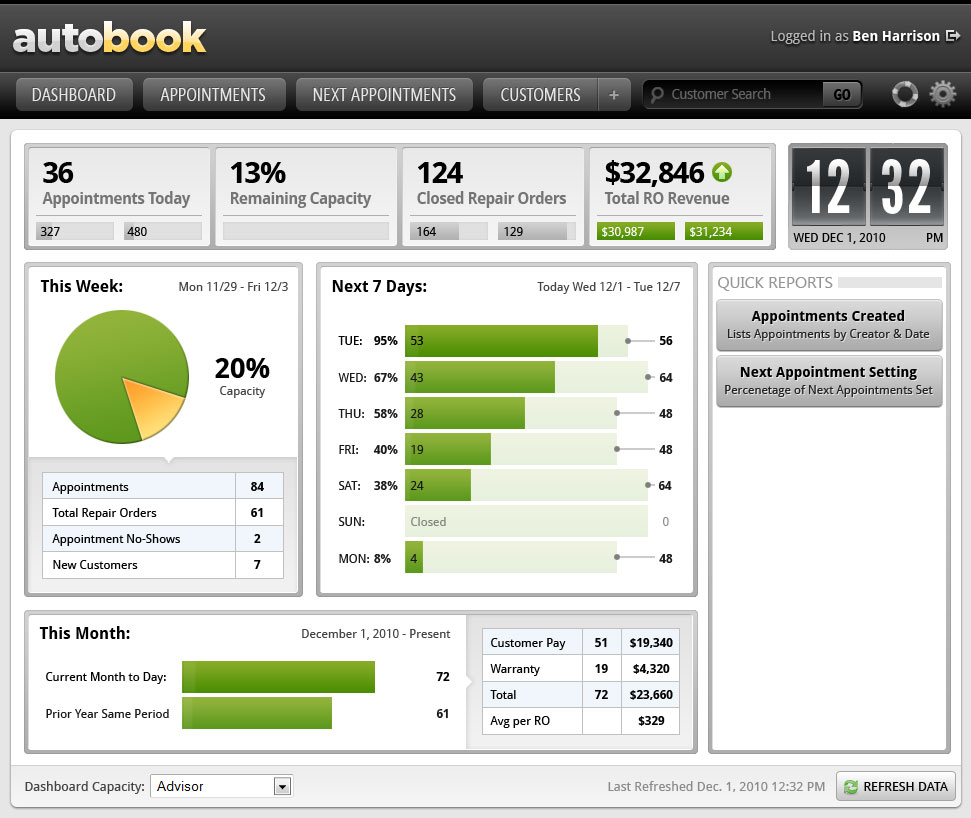 autobook
Logged in as Ben Harrison
DASHBOARD
APPOINTMENTS
NEXT APPOINTMENTS
CUSTOMERS
+
Customer Search
GO
36
Appointments Today
327 480
13%
Remaining Capacity
124
Closed Repair Orders
164 129
$32,846
Total RO Revenue
$30,987 $31,234
12 32
WED DEC 1, 2010 PM
This Week: Mon 11/29 - Fri 12/3
20%
Capacity
Appointments 84
Total Repair Orders 61
Appointment No-Shows 2
New Customers 7
Next 7 Days: Today Wed 12/1 - Tue 12/7
TUE: 95% 53 56
WED: 67% 43 64
THU: 58% 28 48
FRI: 40% 19 48
SAT: 38% 24 64
SUN: Closed 0
MON: 8% 4 48
QUICK REPORTS
Appointments Created
Lists Appointments by Creator & Date
Next Appointment Setting
Percenetage of Next Appointments Set
This Month: December 1, 2010 - Present
Current Month to Day: 72
Prior Year Same Period 61
Customer Pay 51 $19,340
Warranty 19 $4,320
Total 72 $23,660
Avg per RO $329
Dashboard Capacity: Advisor
Last Refreshed Dec. 1, 2010 12:32 PM
REFRESH DATA